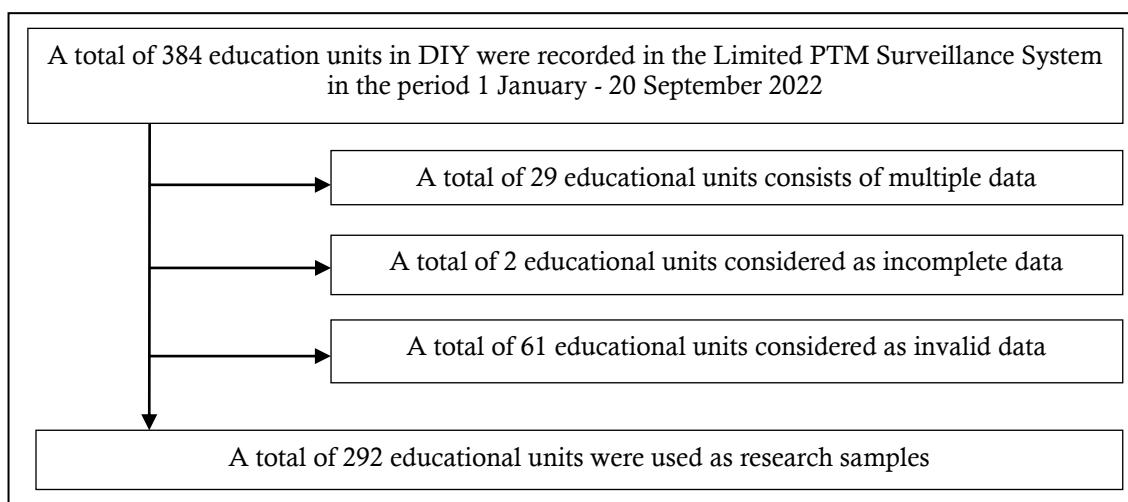 A total of 384 education units in DIY were recorded in the Limited PTM Surveillance System
in the period 1 January - 20 September 2022
A total of 29 educational units consists of multiple data
A total of 2 educational units considered as incomplete data
A total of 61 educational units considered as invalid data
A total of 292 educational units were used as research samples